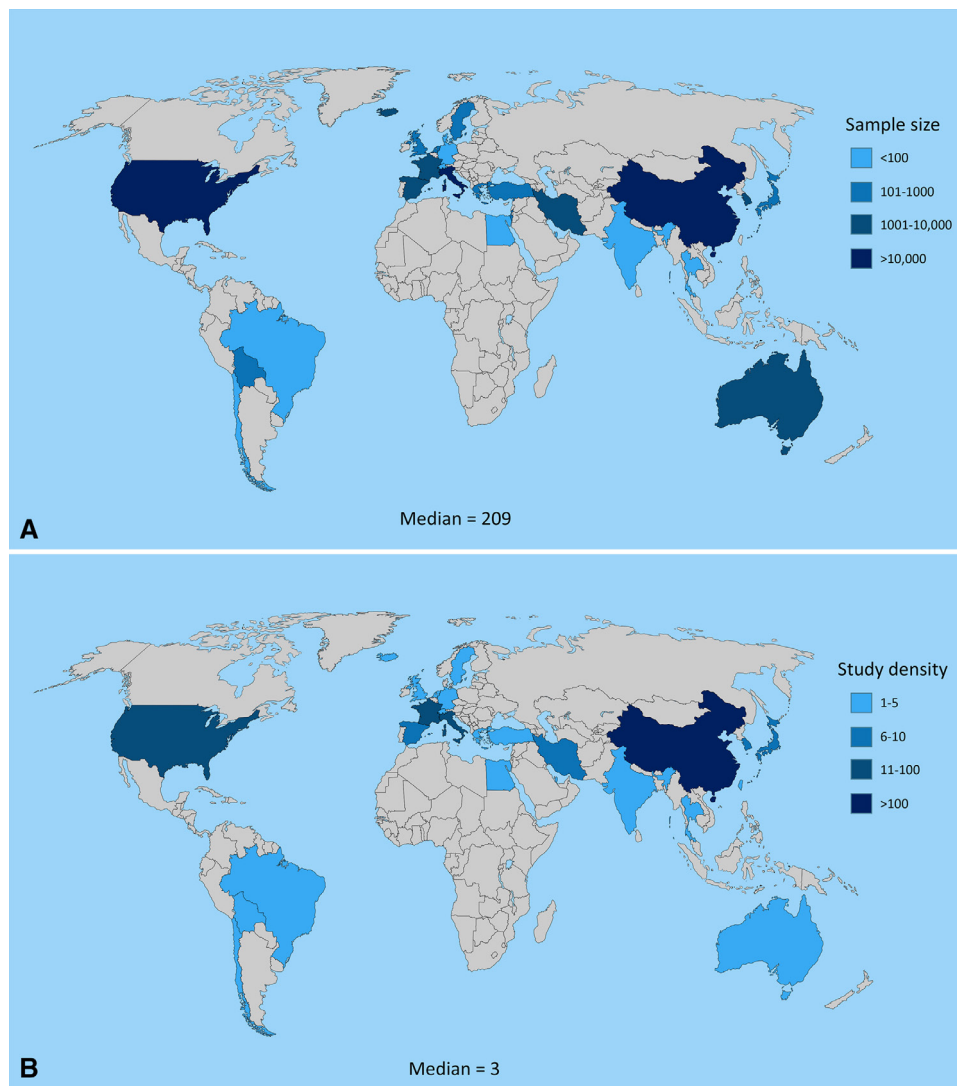 Sample size
<100
101-1000
1001-10,000
>10,000
A
Median = 209
Study density
1-5
6-10
11-100
>100
B
Median = 3